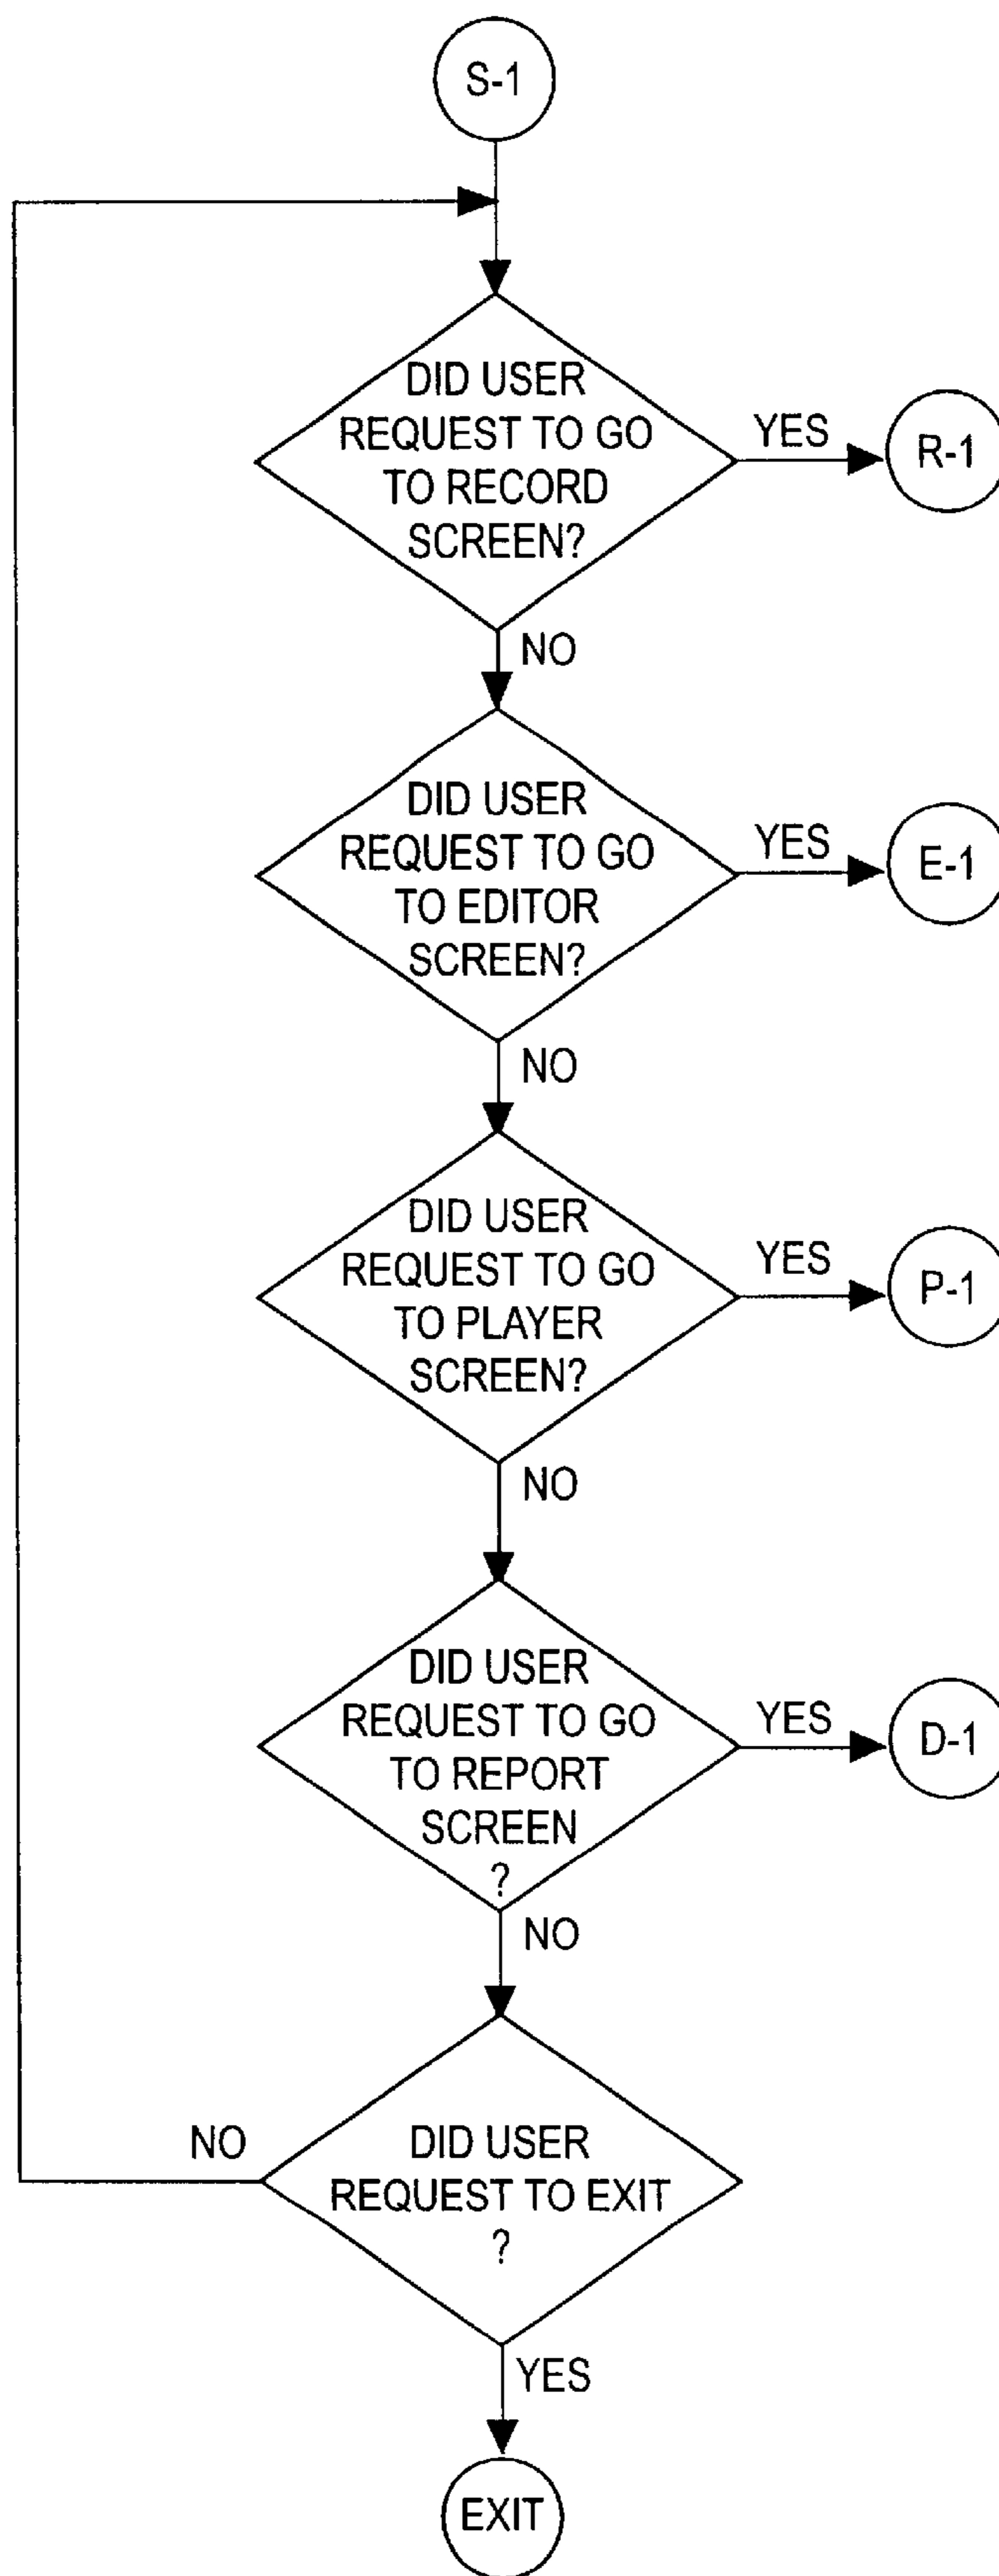 S-1
DID USER
REQUEST TO GO
TO RECORD
SCREEN?
YES
R-1
NO
DID USER
REQUEST TO GO
TO EDITOR
SCREEN?
YES
E-1
NO
DID USER
REQUEST TO GO
TO PLAYER
SCREEN?
YES
P-1
NO
DID USER
REQUEST TO GO
TO REPORT
SCREEN
?
YES
D-1
NO
DID USER
REQUEST TO EXIT
?
NO
YES
EXIT